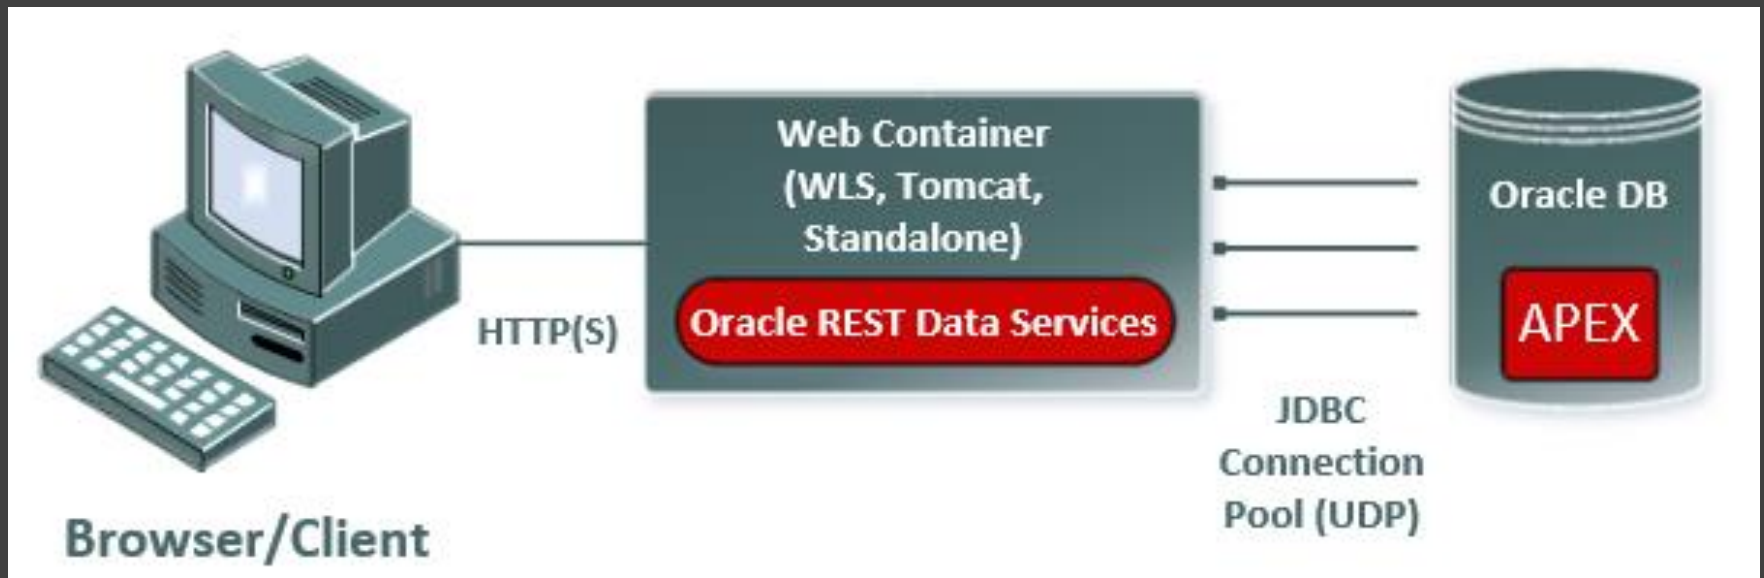 Web Container
(WLS, Tomcat,
Standalone)
Oracle REST Data Services
HTTP(S)
Browser/Client
JDBC
Connection
Pool (UDP)
Oracle DB
APEX